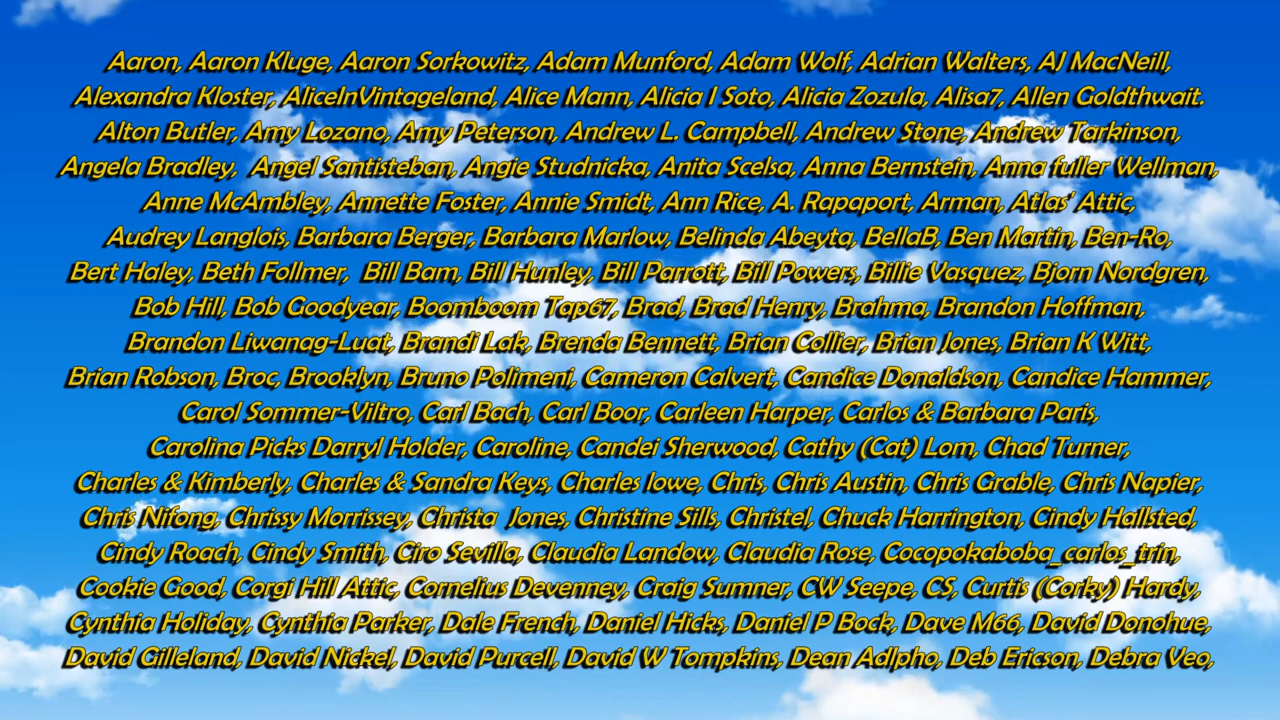 Aaron, Aaron Kluge, Aaron Sorkowitz, Adam Munford, Adam Wolf, Adrian Walters, AJ MacNeill,
Alexandra Kloster, AliceInVintageland, Alice Mann, Alicia I Soto, Alicia Zozula, Alisa7, Allen Goldthwait.
Alton Butler, Amy Lozano, Amy Peterson, Andrew L. Campbell, Andrew Stone, Andrew Tarkinson,
Angela Bradley, Angel Santisteban, Angie Studnicka, Anita Scelsa, Anna Bernstein, Anna fuller Wellman,
Anne McAmbley, Annette Foster, Annie Smidt, Ann Rice, A. Rapaport, Arman, Atlas' Attic,
Audrey Langlois, Barbara Berger, Barbara Marlow, Belinda Abeyta, BellaB, Ben Martin, Ben-Ro,
Bert Haley, Beth Follmer, Bill Bam, Bill Hunley, Bill Parrott, Bill Powers, Billie Vasquez, Bjorn Nordgren,
Bob Hill, Bob Goodyear, Boomboom Tap67, Brad, Brad Henry, Brahma, Brandon Hoffman,
Brandon Liwanag-Luat, Brandi Lak, Brenda Bennett, Brian Collier, Brian Jones, Brian K Witt,
Brian Robson, Broc, Brooklyn, Bruno Polimeni, Cameron Calvert, Candice Donaldson, Candice Hammer,
Carol Sommer-Viltro, Carl Bach, Carl Boor, Carleen Harper, Carlos & Barbara Paris,
Carolina Picks Darryl Holder, Caroline, Candei Sherwood, Cathy (Cat) Lom, Chad Turner,
Charles & Kimberly, Charles & Sandra Keys, Charles lowe, Chris, Chris Austin, Chris Grable, Chris Napier,
Chris Nifong, Chrissy Morrissey, Christa Jones, Christine Sills, Christel, Chuck Harrington, Cindy Hallsted,
Cindy Roach, Cindy Smith, Ciro Sevilla, Claudia Landow, Claudia Rose, Cocopokaboba_carlos_trin,
Cookie Good, Corgi Hill Attic, Cornelius Devenney, Craig Sumner, CW Seepe, CS, Curtis (Corky) Hardy,
Cynthia Holiday, Cynthia Parker, Dale French, Daniel Hicks, Daniel P Bock, Dave M66, David Donohue,
David Gilleland, David Nickel, David Purcell, David W Tompkins, Dean Adlpho, Deb Ericson, Debra Veo,